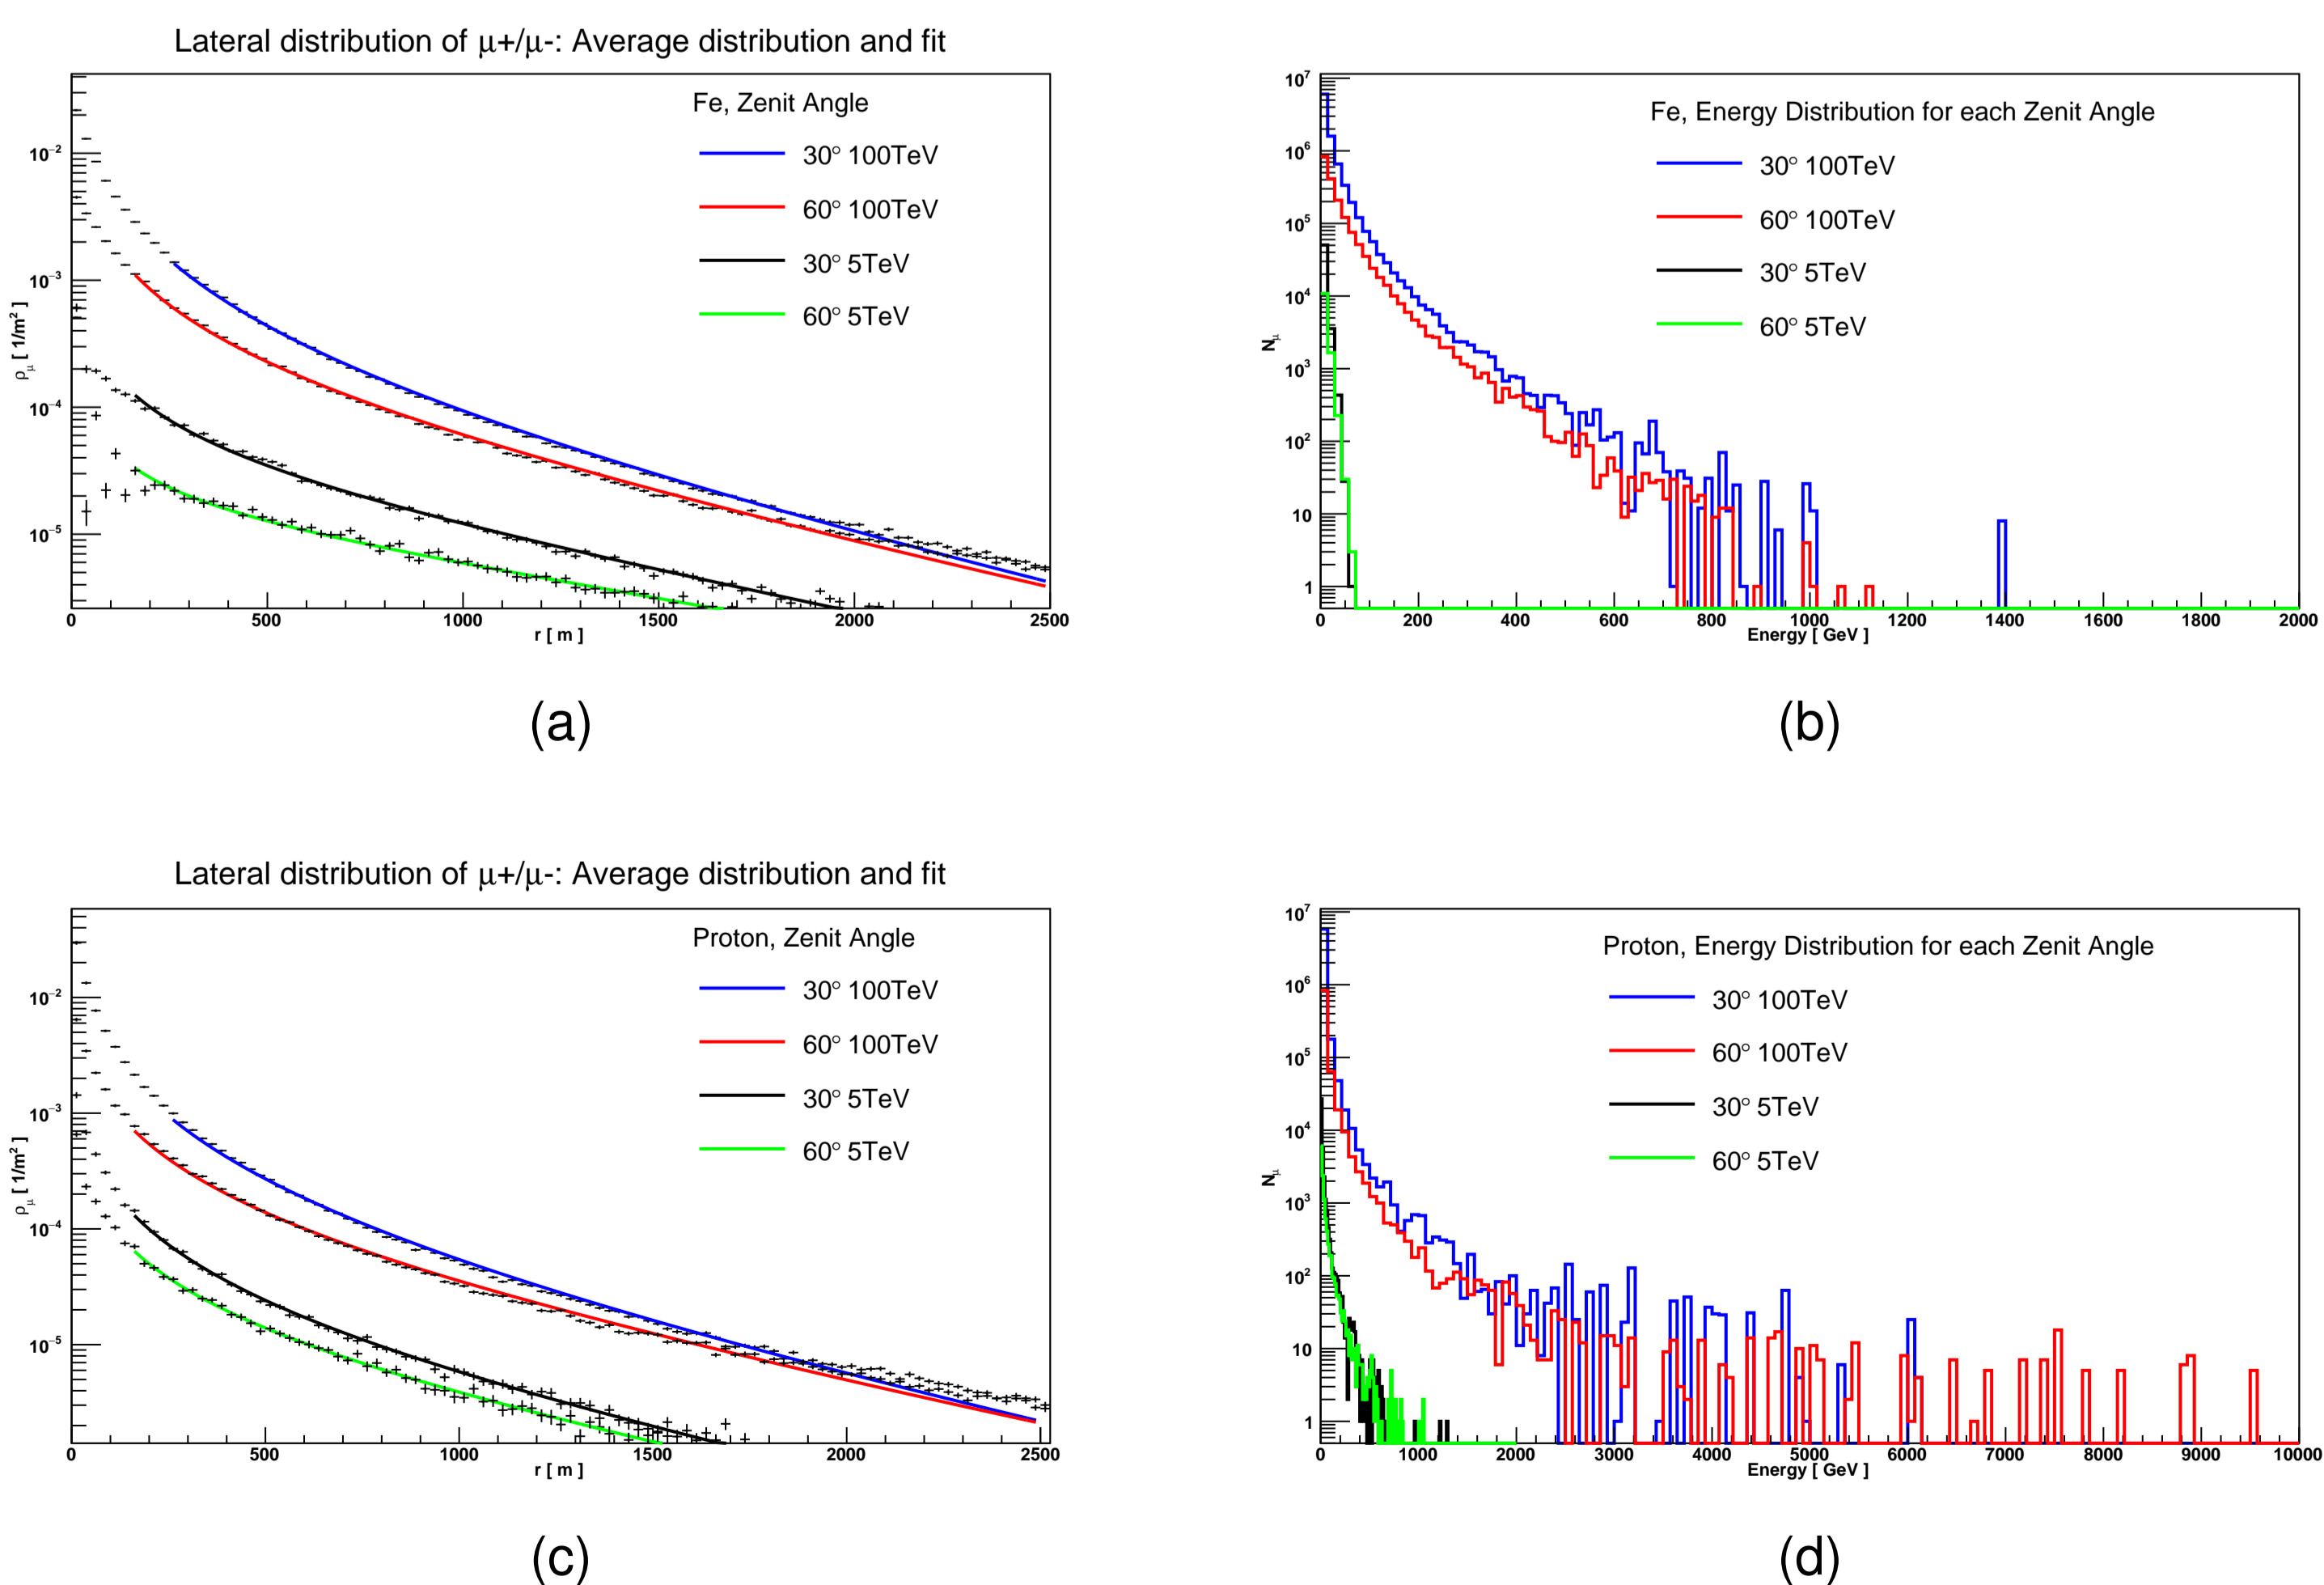 Lateral distribution of μ+/μ-: Average distribution and fit
Fe, Zenit Angle
30° 100TeV
60° 100TeV
30° 5TeV
60° 5TeV
10⁻²
10⁻³
10⁻⁴
10⁻⁵
ρμ [ 1/m² ]
0 500 1000 1500 2000 2500
r [ m ]
(a)
Fe, Energy Distribution for each Zenit Angle
30° 100TeV
60° 100TeV
30° 5TeV
60° 5TeV
10⁷
10⁶
10⁵
10⁴
10³
10²
10
1
Nμ
0 200 400 600 800 1000 1200 1400 1600 1800 2000
Energy [ GeV ]
(b)
Lateral distribution of μ+/μ-: Average distribution and fit
Proton, Zenit Angle
30° 100TeV
60° 100TeV
30° 5TeV
60° 5TeV
10⁻²
10⁻³
10⁻⁴
10⁻⁵
ρμ [ 1/m² ]
0 500 1000 1500 2000 2500
r [ m ]
(c)
Proton, Energy Distribution for each Zenit Angle
30° 100TeV
60° 100TeV
30° 5TeV
60° 5TeV
10⁷
10⁶
10⁵
10⁴
10³
10²
10
1
Nμ
0 1000 2000 3000 4000 5000 6000 7000 8000 9000 10000
Energy [ GeV ]
(d)